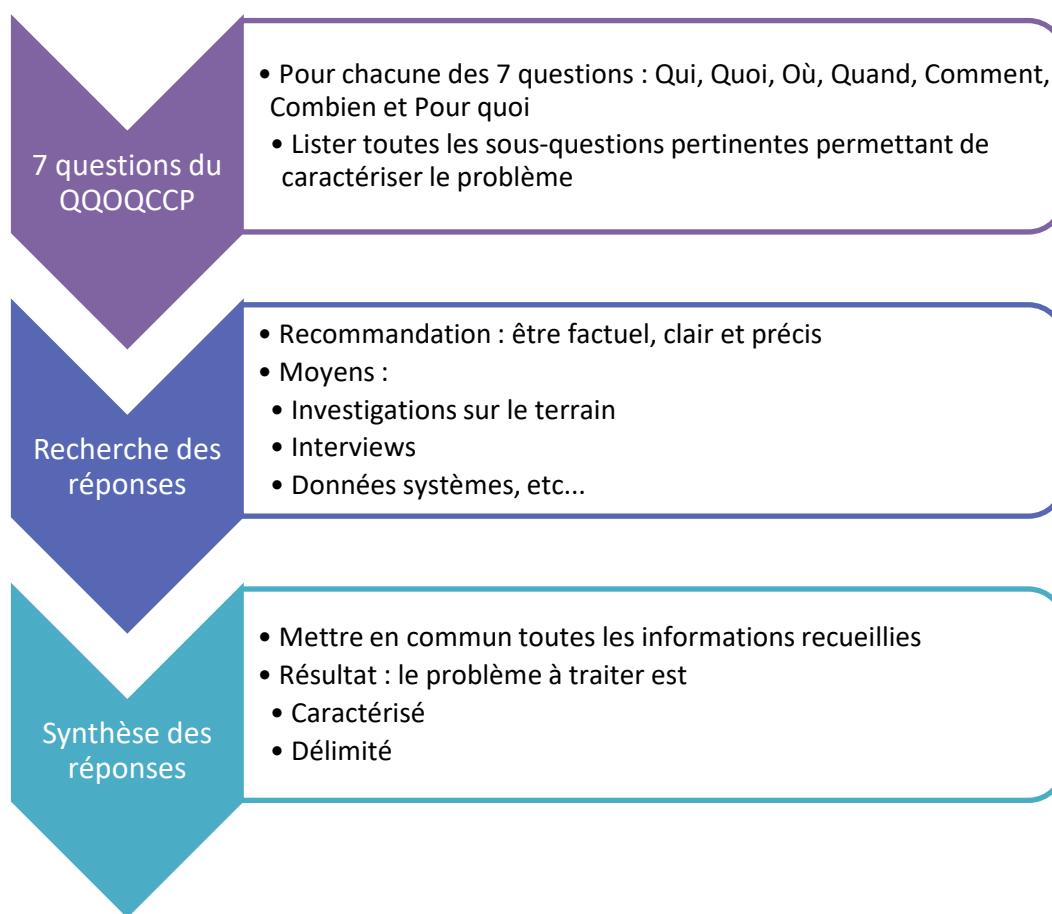 7 questions du
QQOQCCP
• Pour chacune des 7 questions : Qui, Quoi, Où, Quand, Comment,
Combien et Pour quoi
• Lister toutes les sous-questions pertinentes permettant de
caractériser le problème
Recherche des
réponses
• Recommandation : être factuel, clair et précis
• Moyens :
• Investigations sur le terrain
• Interviews
• Données systèmes, etc...
Synthèse des
réponses
• Mettre en commun toutes les informations recueillies
• Résultat : le problème à traiter est
• Caractérisé
• Délimité